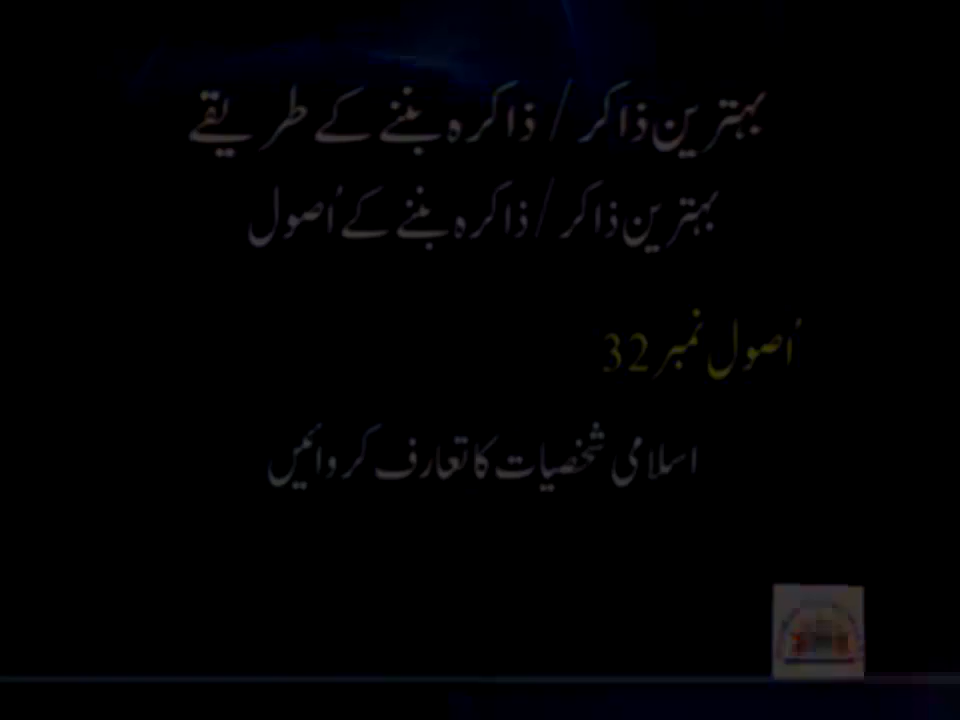 بہترین ذاکر / ذاکرہ بننے کے طریقے
بہترین ذاکر / ذاکرہ بننے کے اُصول
اُصول نمبر 32
اسلامی شخصیات کا تعارف کروائیں